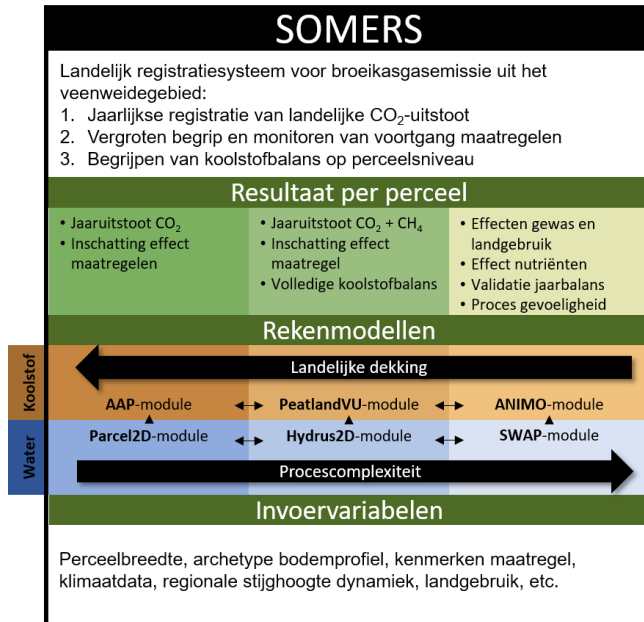 SOMERS
Landelijk registratiesysteem voor broeikasgasemissie uit het
veenweidegebied:
1. Jaarlijkse registratie van landelijke CO₂-uitstoot
2. Vergroten begrip en monitoren van voortgang maatregelen
3. Begrijpen van koolstofbalans op perceelsniveau
Resultaat per perceel
• Jaaruitstoot CO₂
• Inschatting effect
maatregelen
• Jaaruitstoot CO₂ + CH₄
• Inschatting effect
maatregel
• Volledige koolstofbalans
• Effecten gewas en
landgebruik
• Effect nutriënten
• Validatie jaarbalans
• Proces gevoeligheid
Rekenmodellen
Koolstof
Landelijke dekking
AAP-module
PeatlandVU-module
ANIMO-module
Water
Parcel2D-module
Hydrus2D-module
SWAP-module
Procescomplexiteit
Invoervariabelen
Perceelbreedte, archetype bodemprofiel, kenmerken maatregel,
klimaatdata, regionale stijghoogte dynamiek, landgebruik, etc.